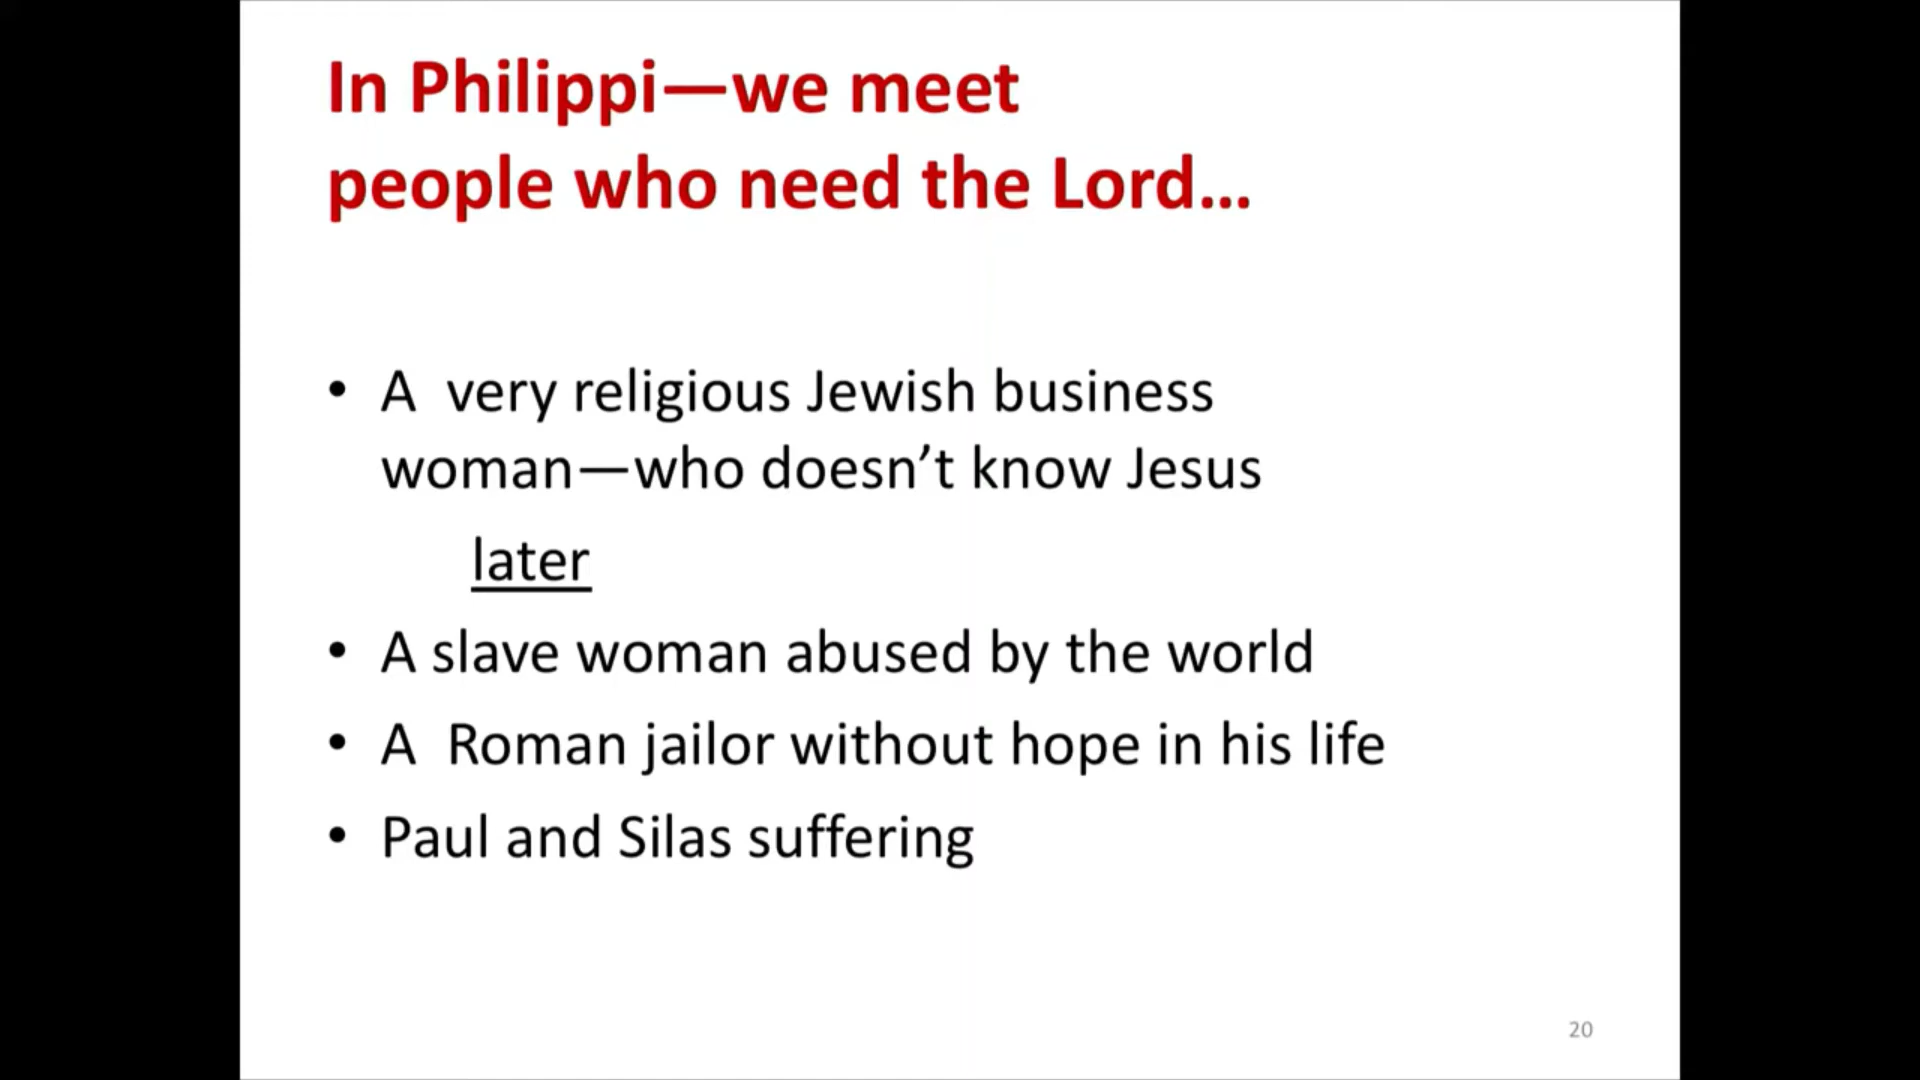 In Philippi—we meet
people who need the Lord...
• A  very religious Jewish business
woman—who doesn’t know Jesus
later
• A slave woman abused by the world
• A  Roman jailor without hope in his life
• Paul and Silas suffering
20